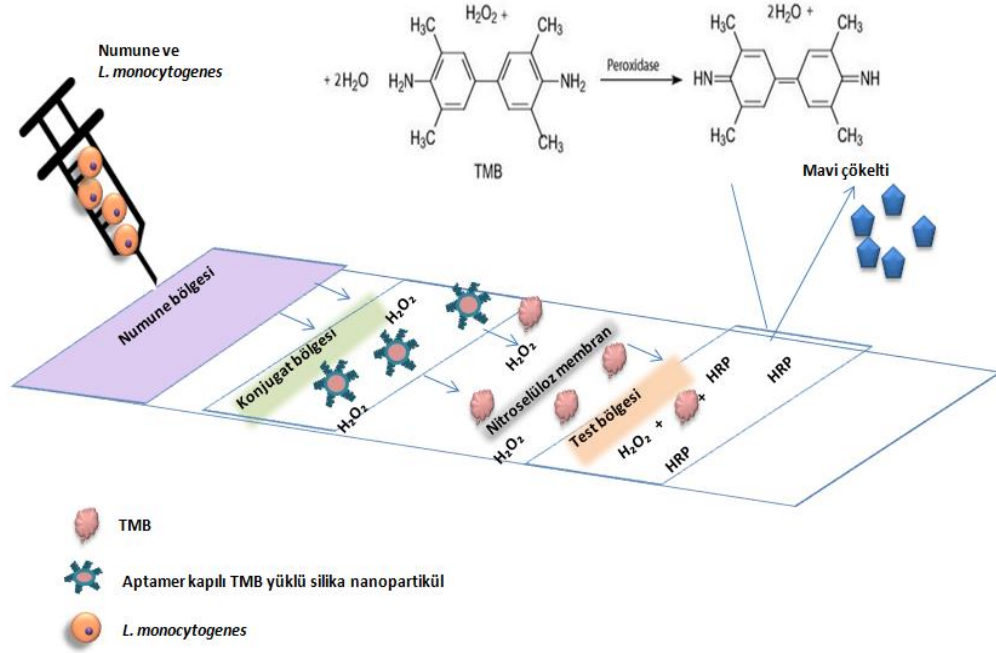 Numune ve
L. monocytogenes
H₂O₂ +
2H₂O +
H₃C
CH₃
H₃C
CH₃
+ 2H₂O
H₂N
NH₂
Peroxidase
HN
NH
H₃C
CH₃
H₃C
CH₃
TMB
Mavi çökelti
Numune bölgesi
Konjugat bölgesi
H₂O₂
H₂O₂
H₂O₂
H₂O₂
Nitroselüloz membran
Test bölgesi
H₂O₂ + +
HRP
HRP
HRP
TMB
Aptamer kapılı TMB yüklü silika nanopartikül
L. monocytogenes